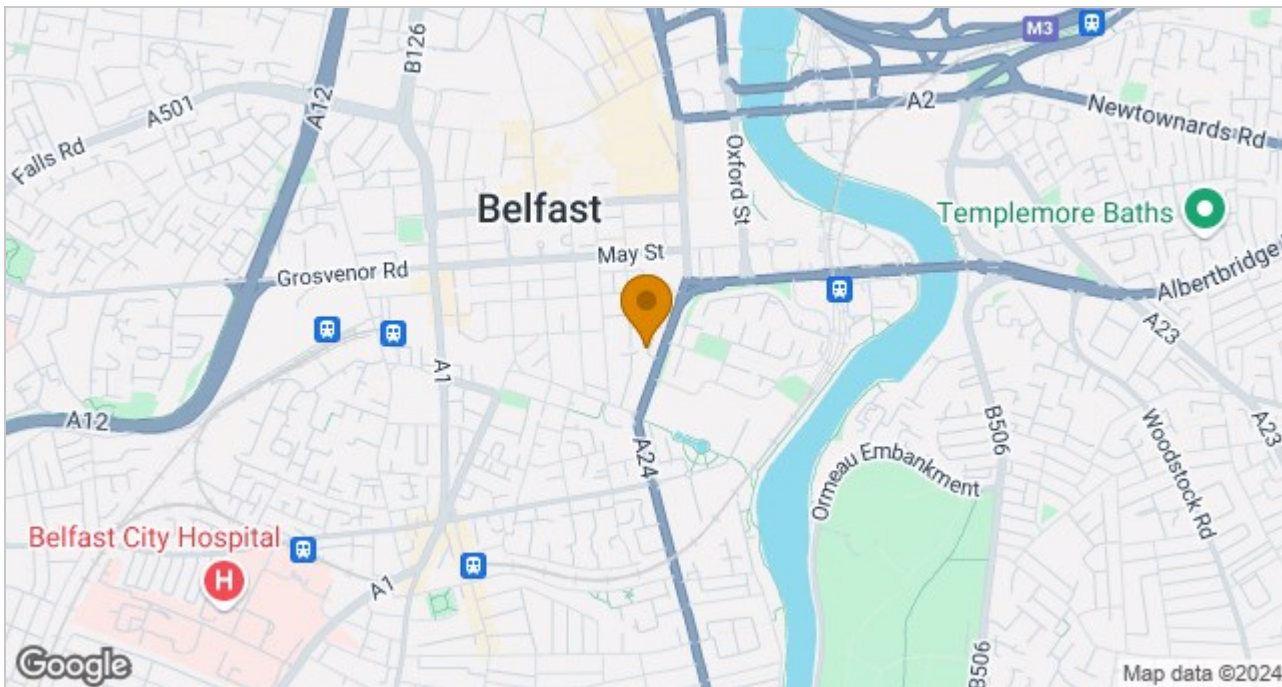 M3
B126
A12
A501
A2
Newtownards Rd
Falls Rd
Oxford St
Belfast
Templemore Baths
May St
Grosvenor Rd
Albertbridge
A23
A1
A12
B506
A23
A24
Woodstock Rd
Ormeau Embankment
Belfast City Hospital
H
A1
B506
Google
Map data ©2024